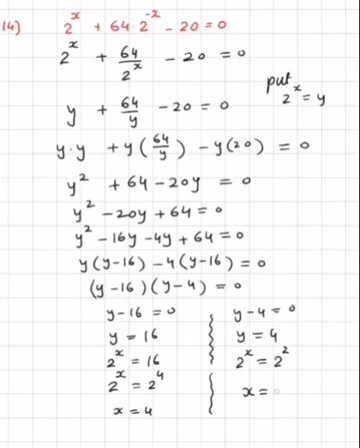 14) 2^x + 64·2^-x - 20 = 0
2^x + 64/2^x - 20 = 0
put 2^x = y
y + 64/y - 20 = 0
y·y + y(64/y) - y(20) = 0
y² + 64 - 20y = 0
y² - 20y + 64 = 0
y² - 16y - 4y + 64 = 0
y(y-16) - 4(y-16) = 0
(y-16)(y-4) = 0
y-16 = 0
y = 16
2^x = 16
2^x = 2^4
x = 4
y-4 = 0
y = 4
2^x = 2²
x =